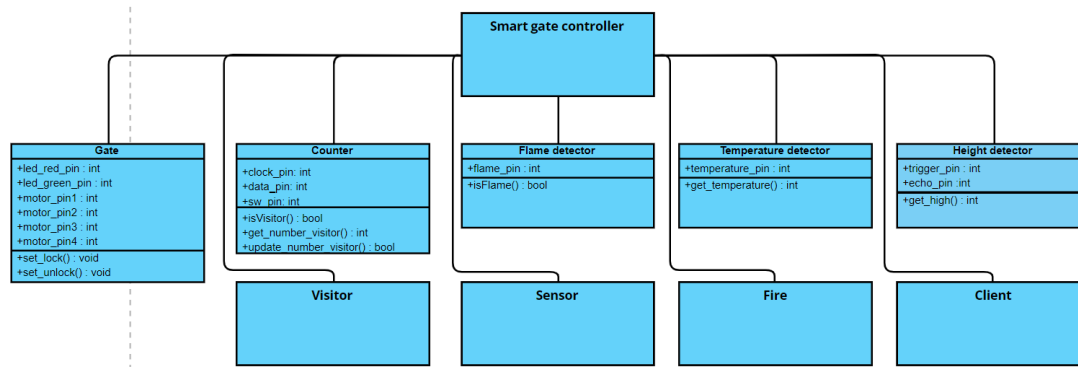 Smart gate controller
Gate
+led_red_pin : int
+led_green_pin : int
+motor_pin1 : int
+motor_pin2 : int
+motor_pin3 : int
+motor_pin4 : int
+set_lock() : void
+set_unlock() : void
Counter
+clock_pin: int
+data_pin: int
+sw_pin: int
+isVisitor() : bool
+get_number_visitor() : int
+update_number_visitor() : bool
Flame detector
+flame_pin : int
+isFlame() : bool
Temperature detector
+temperature_pin : int
+get_temperature() : int
Height detector
+trigger_pin : int
+echo_pin :int
+get_high() : int
Visitor
Sensor
Fire
Client